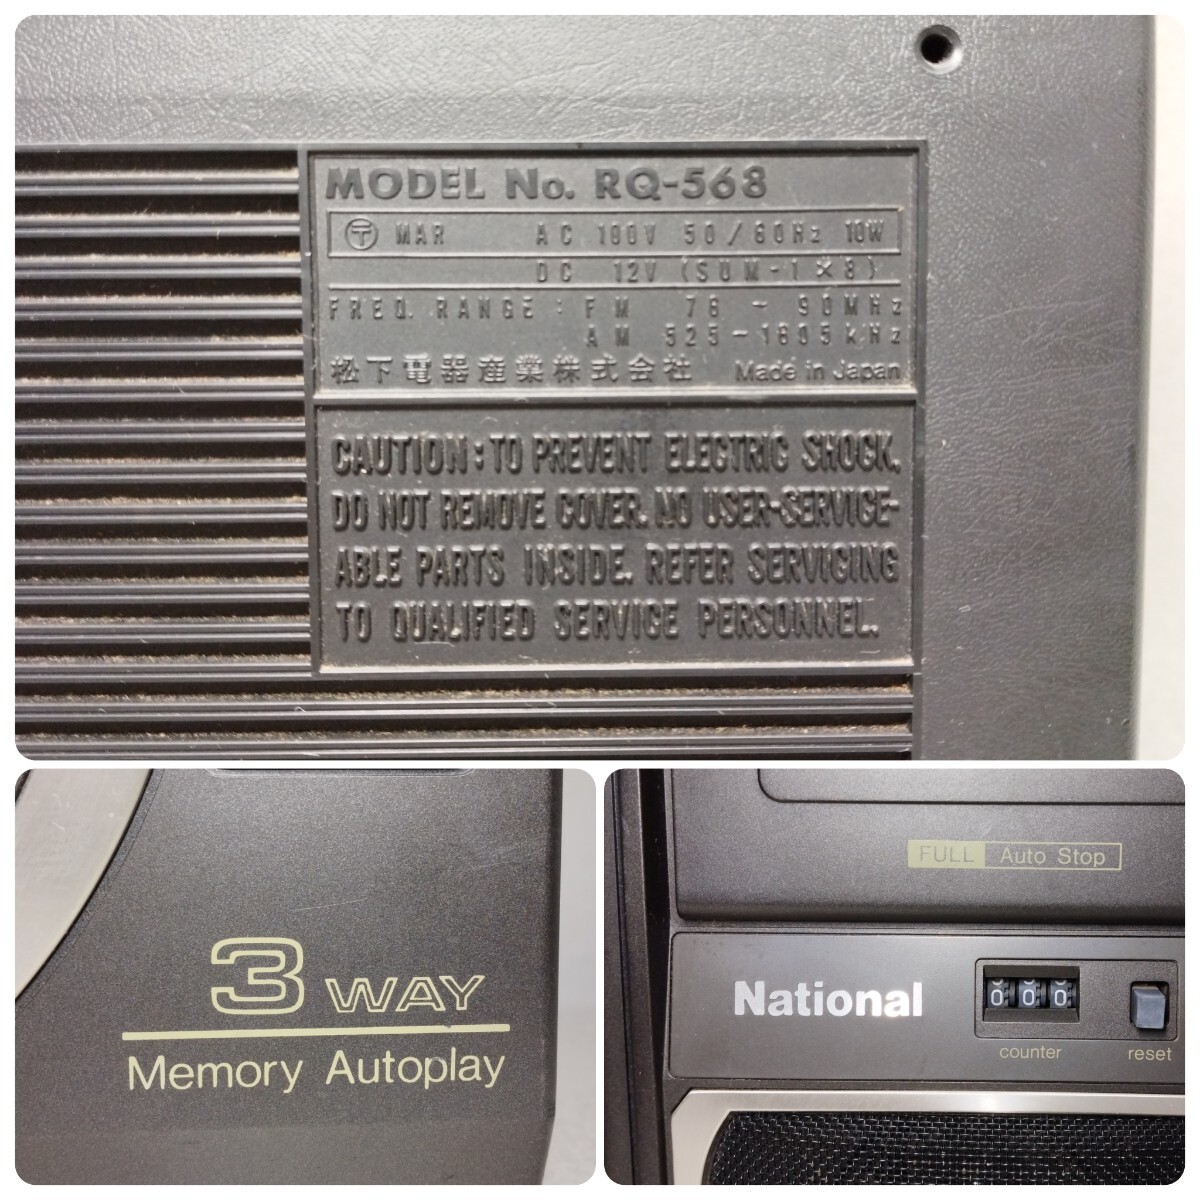 MODEL No. RQ-568
〒 MAR AC 100V 50/60Hz 10W
DC 12V (SUM-1×8)
FREQ. RANGE : FM 76 ~ 90MHz
AM 525-1605kHz
松下電器産業株式会社 Made in Japan
CAUTION: TO PREVENT ELECTRIC SHOCK,
DO NOT REMOVE COVER. NO USER-SERVICE-
ABLE PARTS INSIDE. REFER SERVICING
TO QUALIFIED SERVICE PERSONNEL.
3 WAY
Memory Autoplay
FULL Auto Stop
National
000
counter
reset